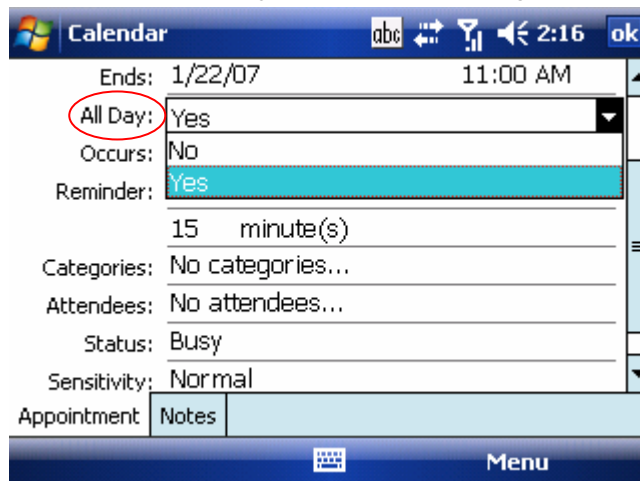 Calendar abc 2:16 ok
Ends: 1/22/07 11:00 AM
All Day: Yes
Occurs: No
Reminder: Yes
15 minute(s)
Categories: No categories...
Attendees: No attendees...
Status: Busy
Sensitivity: Normal
Appointment Notes
Menu